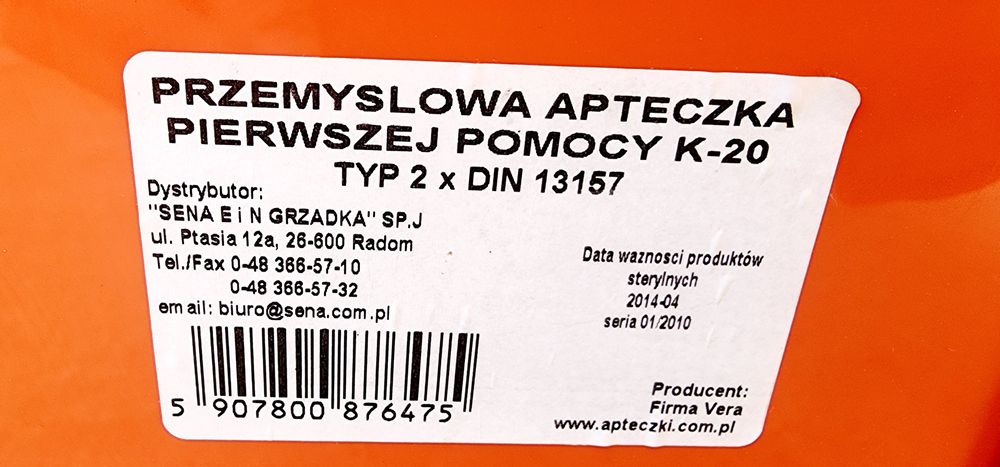 PRZEMYSLOWA APTECZKA
PIERWSZEJ POMOCY K-20
TYP 2 x DIN 13157
Dystrybutor:
"SENA E i N GRZADKA" SP.J
ul. Ptasia 12a, 26-600 Radom
Tel./Fax 0-48 366-57-10
0-48 366-57-32
email: biuro@sena.com.pl
Data waznosci produktów
sterylnych
2014-04
seria 01/2010
5 907800 876475
Producent:
Firma Vera
www.apteczki.com.pl